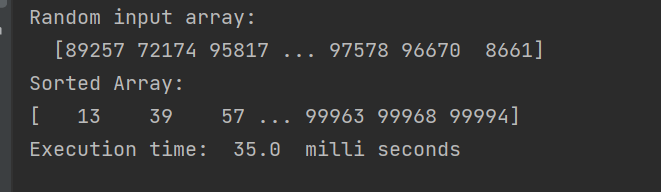 Random input array:
[89257 72174 95817 ... 97578 96670  8661]
Sorted Array:
[   13    39    57 ... 99963 99968 99994]
Execution time:  35.0  milli seconds